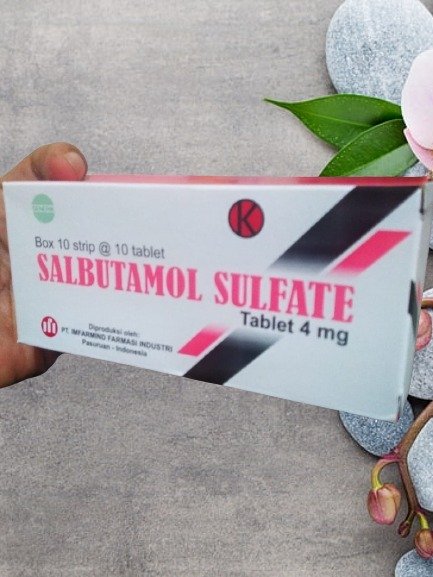 K
Box 10 strip @ 10 tablet
SALBUTAMOL SULFATE
Tablet 4 mg
Diproduksi oleh:
PT. IMFARMIND FARMASI INDUSTRI
Pasuruan - Indonesia